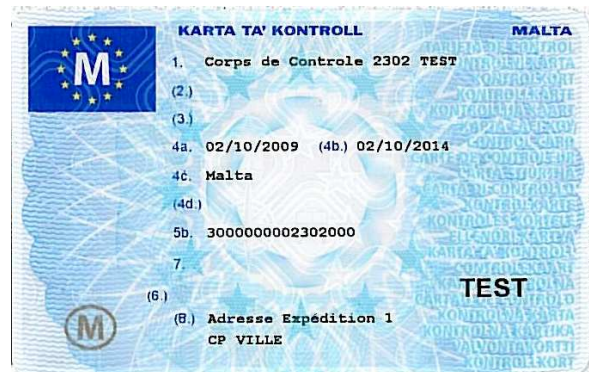 KARTA TA' KONTROLL MALTA
M
1. Corps de Controle 2302 TEST
(2.)
(3.)
4a. 02/10/2009 (4b.) 02/10/2014
4c. Malta
(4d.)
5b. 3000000002302000
7.
TEST
(6.)
M
(8.) Adresse Expédition 1
CP VILLE